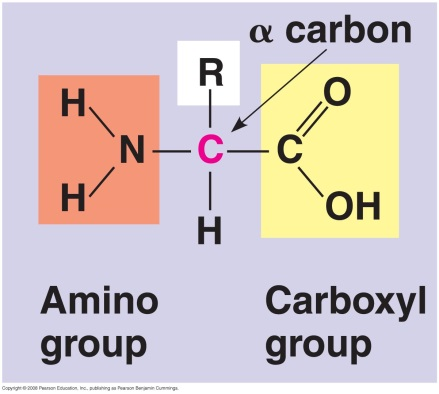 α carbon
R
H
O
N
C
C
H
OH
H
Amino
group
Carboxyl
group
Copyright © 2008 Pearson Education, Inc., publishing as Pearson Benjamin Cummings.